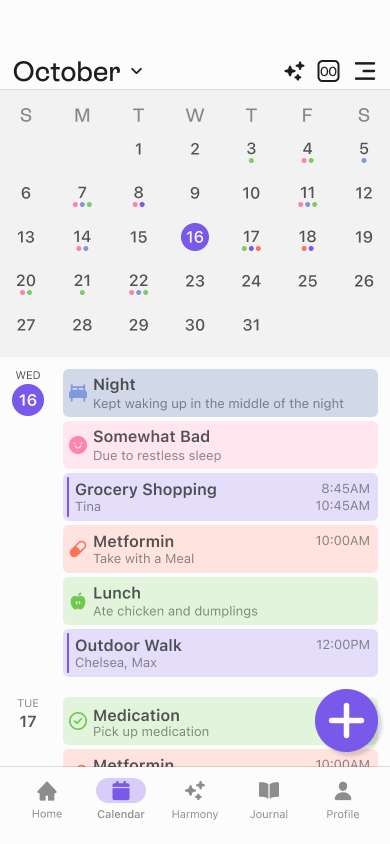 October
00
S M T W T F S
1 2 3 4 5
6 7 8 9 10 11 12
13 14 15 16 17 18 19
20 21 22 23 24 25 26
27 28 29 30 31
WED
16
Night
Kept waking up in the middle of the night
Somewhat Bad
Due to restless sleep
Grocery Shopping 8:45AM
Tina 10:45AM
Metformin 10:00AM
Take with a Meal
Lunch
Ate chicken and dumplings
Outdoor Walk 12:00PM
Chelsea, Max
TUE
17
Medication
Pick up medication
Metformin 10:00AM
Home Calendar Harmony Journal Profile